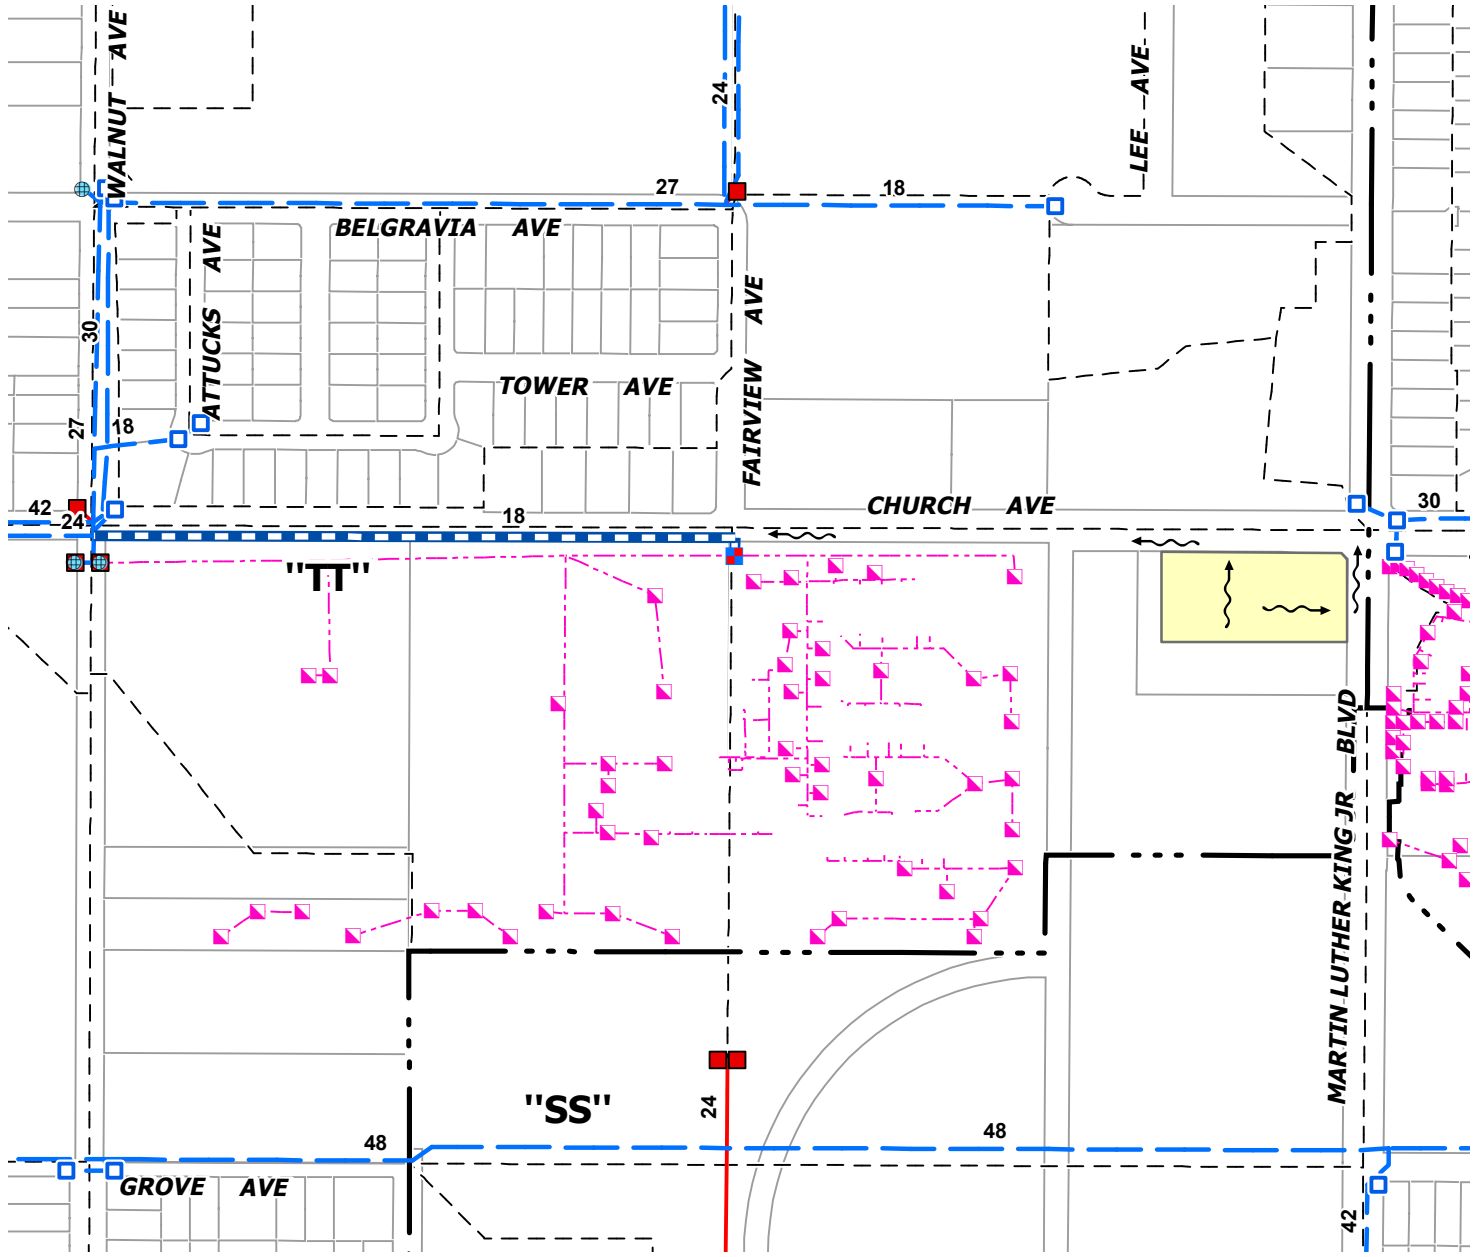 WALNUT AVE
24
LEE AVE
27
18
BELGRAVIA AVE
ATTUCKS AVE
FAIRVIEW AVE
30
TOWER AVE
27
18
42
24
18
CHURCH AVE
30
"TT"
MARTIN LUTHER KING JR BLVD
"SS"
24
48
48
GROVE AVE
42